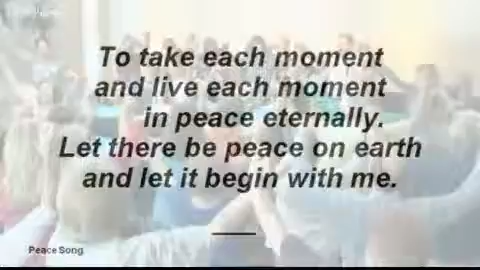 To take each moment
and live each moment
in peace eternally.
Let there be peace on earth
and let it begin with me.
Peace Song